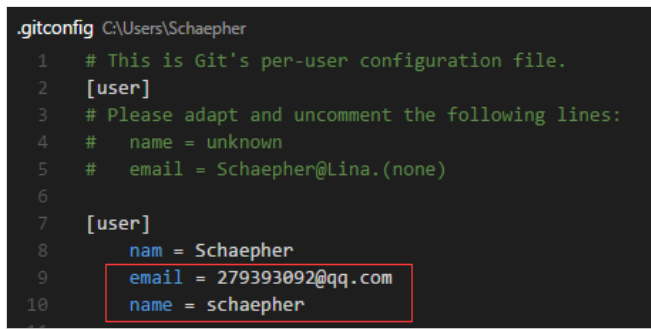 .gitconfig C:\Users\Schaepher
1 # This is Git's per-user configuration file.
2 [user]
3 # Please adapt and uncomment the following lines:
4 # name = unknown
5 # email = Schaepher@Lina.(none)
6
7 [user]
8 nam = Schaepher
9 email = 279393092@qq.com
10 name = schaepher